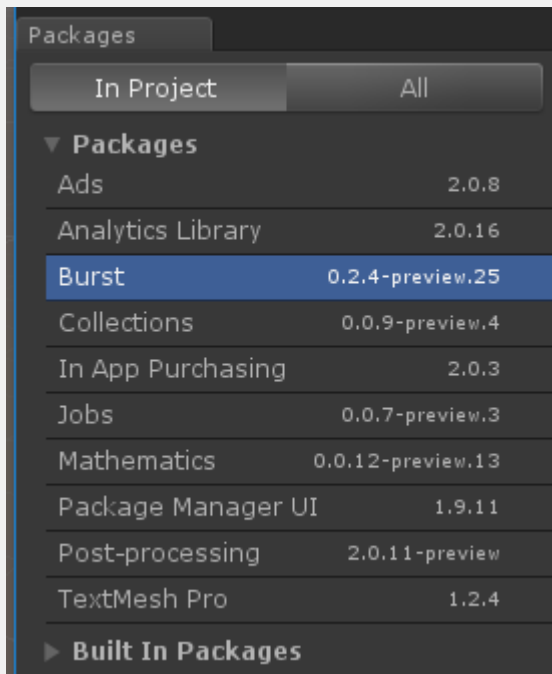 Packages
In Project All
Packages
Ads 2.0.8
Analytics Library 2.0.16
Burst 0.2.4-preview.25
Collections 0.0.9-preview.4
In App Purchasing 2.0.3
Jobs 0.0.7-preview.3
Mathematics 0.0.12-preview.13
Package Manager UI 1.9.11
Post-processing 2.0.11-preview
TextMesh Pro 1.2.4
Built In Packages